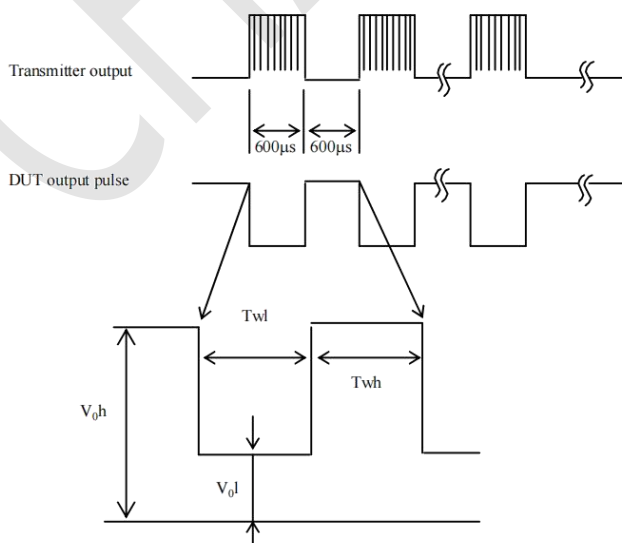 Transmitter output
600μs 600μs
DUT output pulse
Twl
Twh
V₀h
V₀l